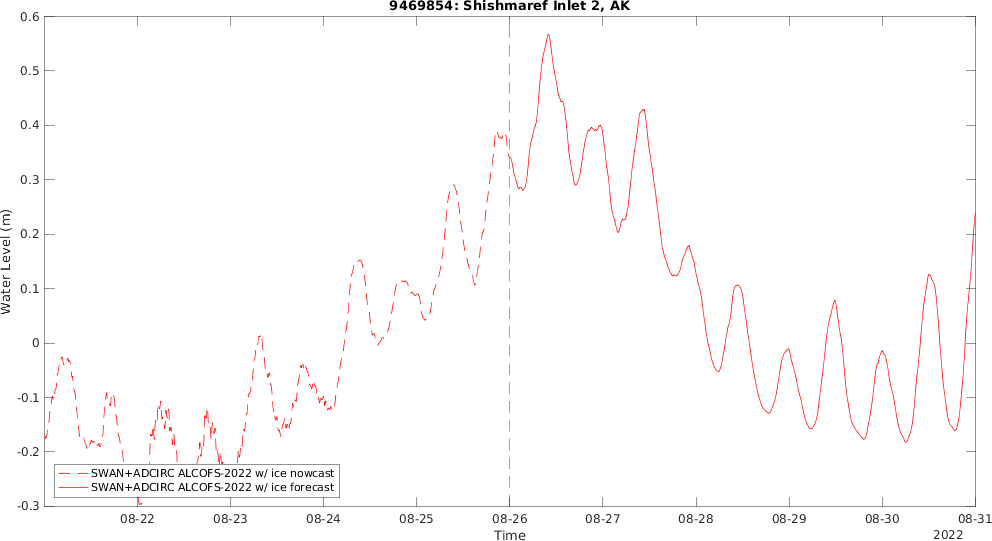 9469854: Shishmaref Inlet 2, AK
0.6
0.5
0.4
0.3
0.2
0.1
0
-0.1
-0.2
-0.3
Water Level (m)
SWAN+ADCIRC ALCOFS-2022 w/ ice nowcast
SWAN+ADCIRC ALCOFS-2022 w/ ice forecast
08-22 08-23 08-24 08-25 08-26 08-27 08-28 08-29 08-30 08-31
Time
2022